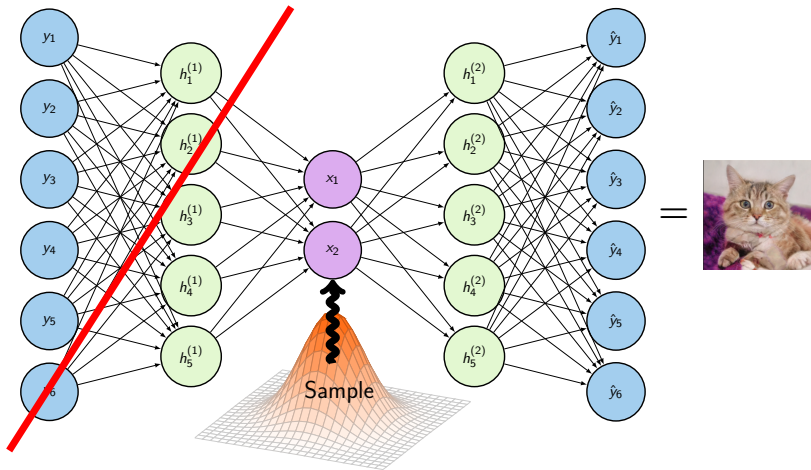 y₁
y₂
y₃
y₄
y₅
y₆
h₁⁽¹⁾
h₂⁽¹⁾
h₃⁽¹⁾
h₄⁽¹⁾
h₅⁽¹⁾
x₁
x₂
Sample
h₁⁽²⁾
h₂⁽²⁾
h₃⁽²⁾
h₄⁽²⁾
h₅⁽²⁾
ŷ₁
ŷ₂
ŷ₃
ŷ₄
ŷ₅
ŷ₆
=